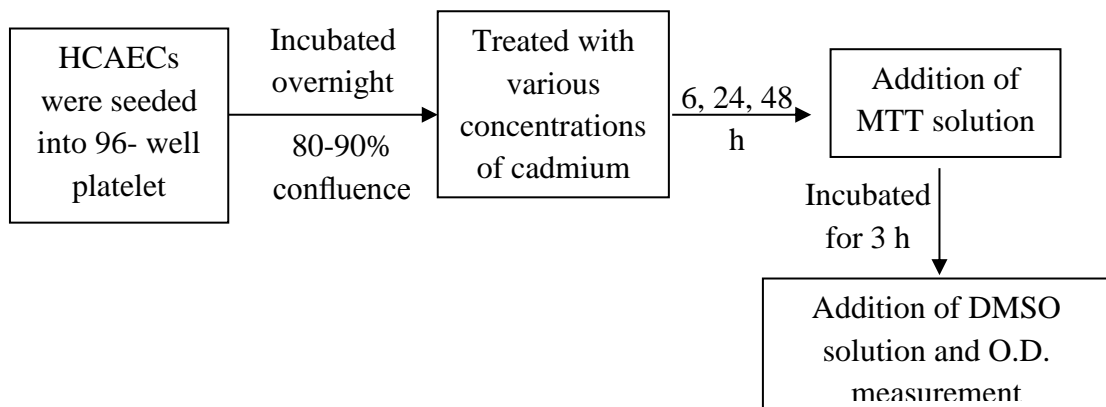 HCAECs
were seeded
into 96- well
platelet
Incubated
overnight
80-90%
confluence
Treated with
various
concentrations
of cadmium
6, 24, 48
h
Addition of
MTT solution
Incubated
for 3 h
Addition of DMSO
solution and O.D.
measurement